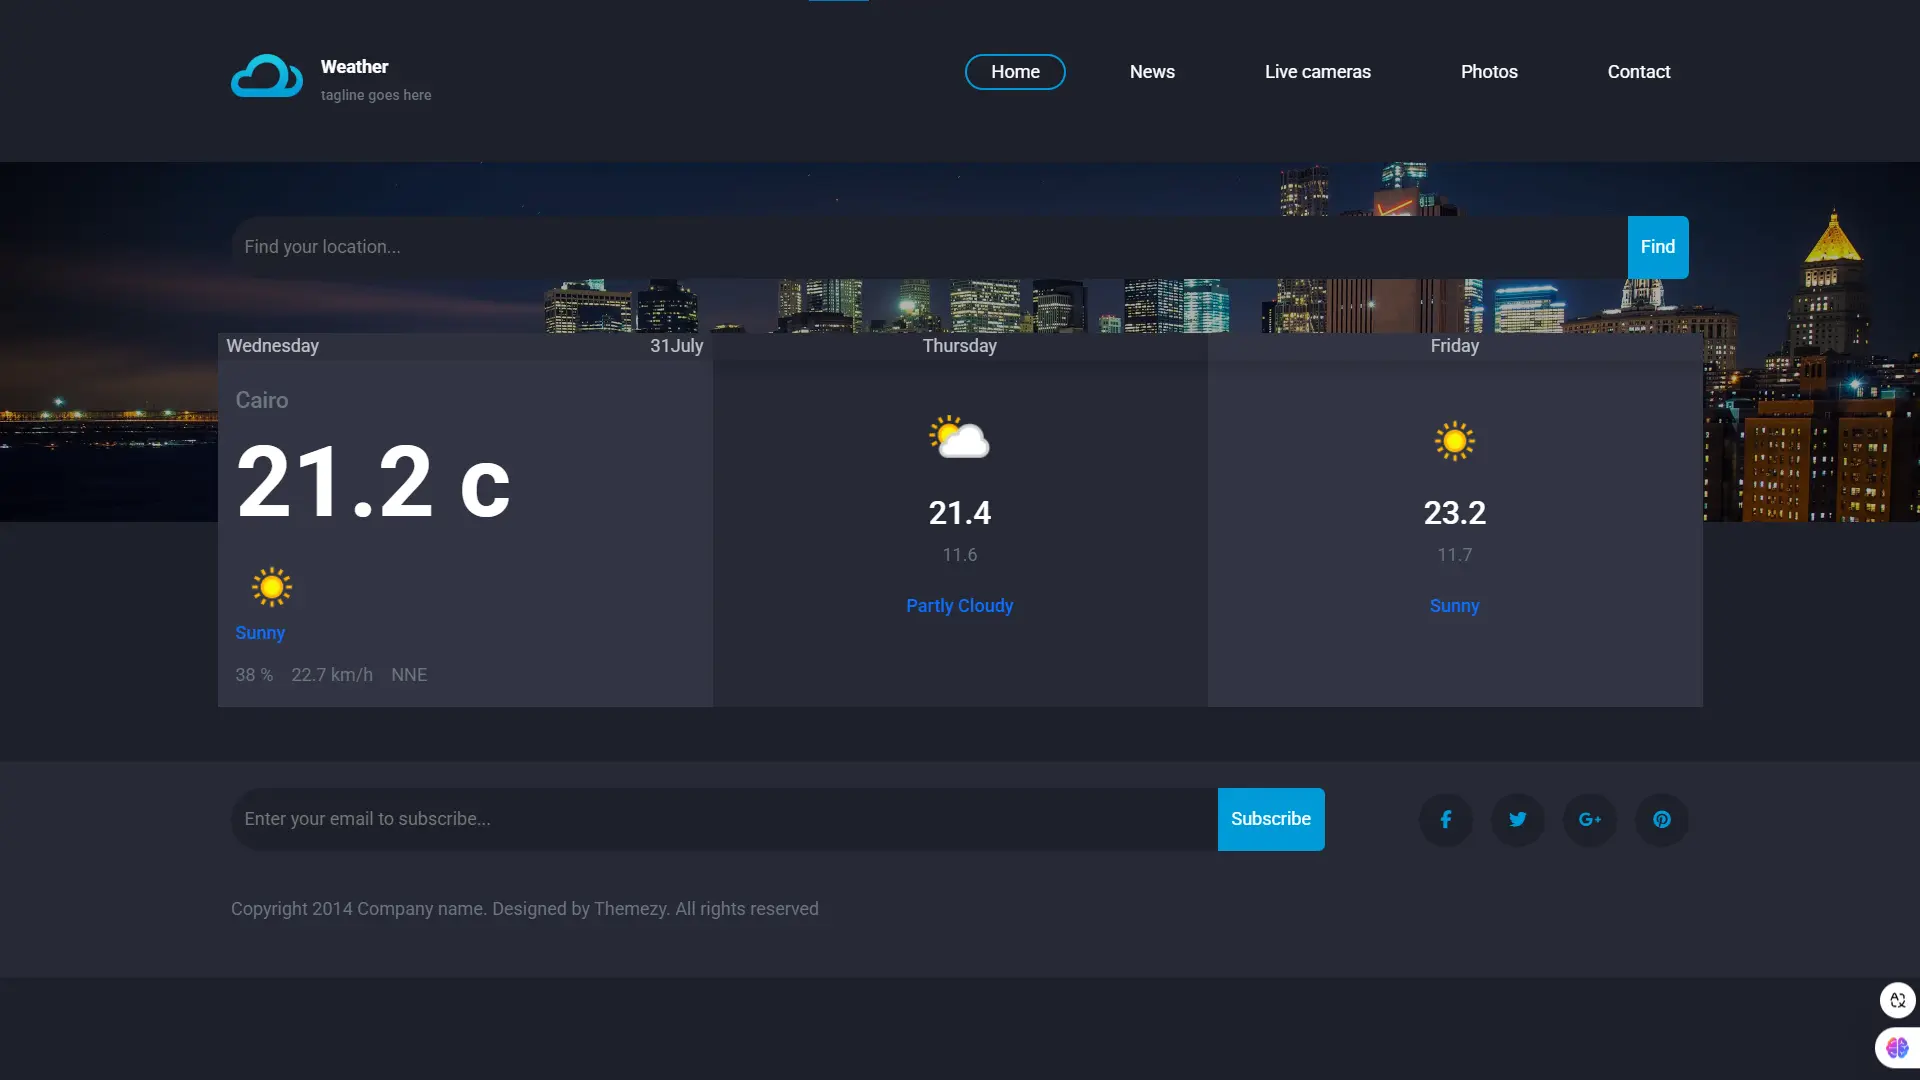 Weather
tagline goes here
Home
News
Live cameras
Photos
Contact
Find your location...
Find
Wednesday
31July
Cairo
21.2 c
Sunny
38 %
22.7 km/h
NNE
Thursday
21.4
11.6
Partly Cloudy
Friday
23.2
11.7
Sunny
Enter your email to subscribe...
Subscribe
G+
Copyright 2014 Company name. Designed by Themezy. All rights reserved